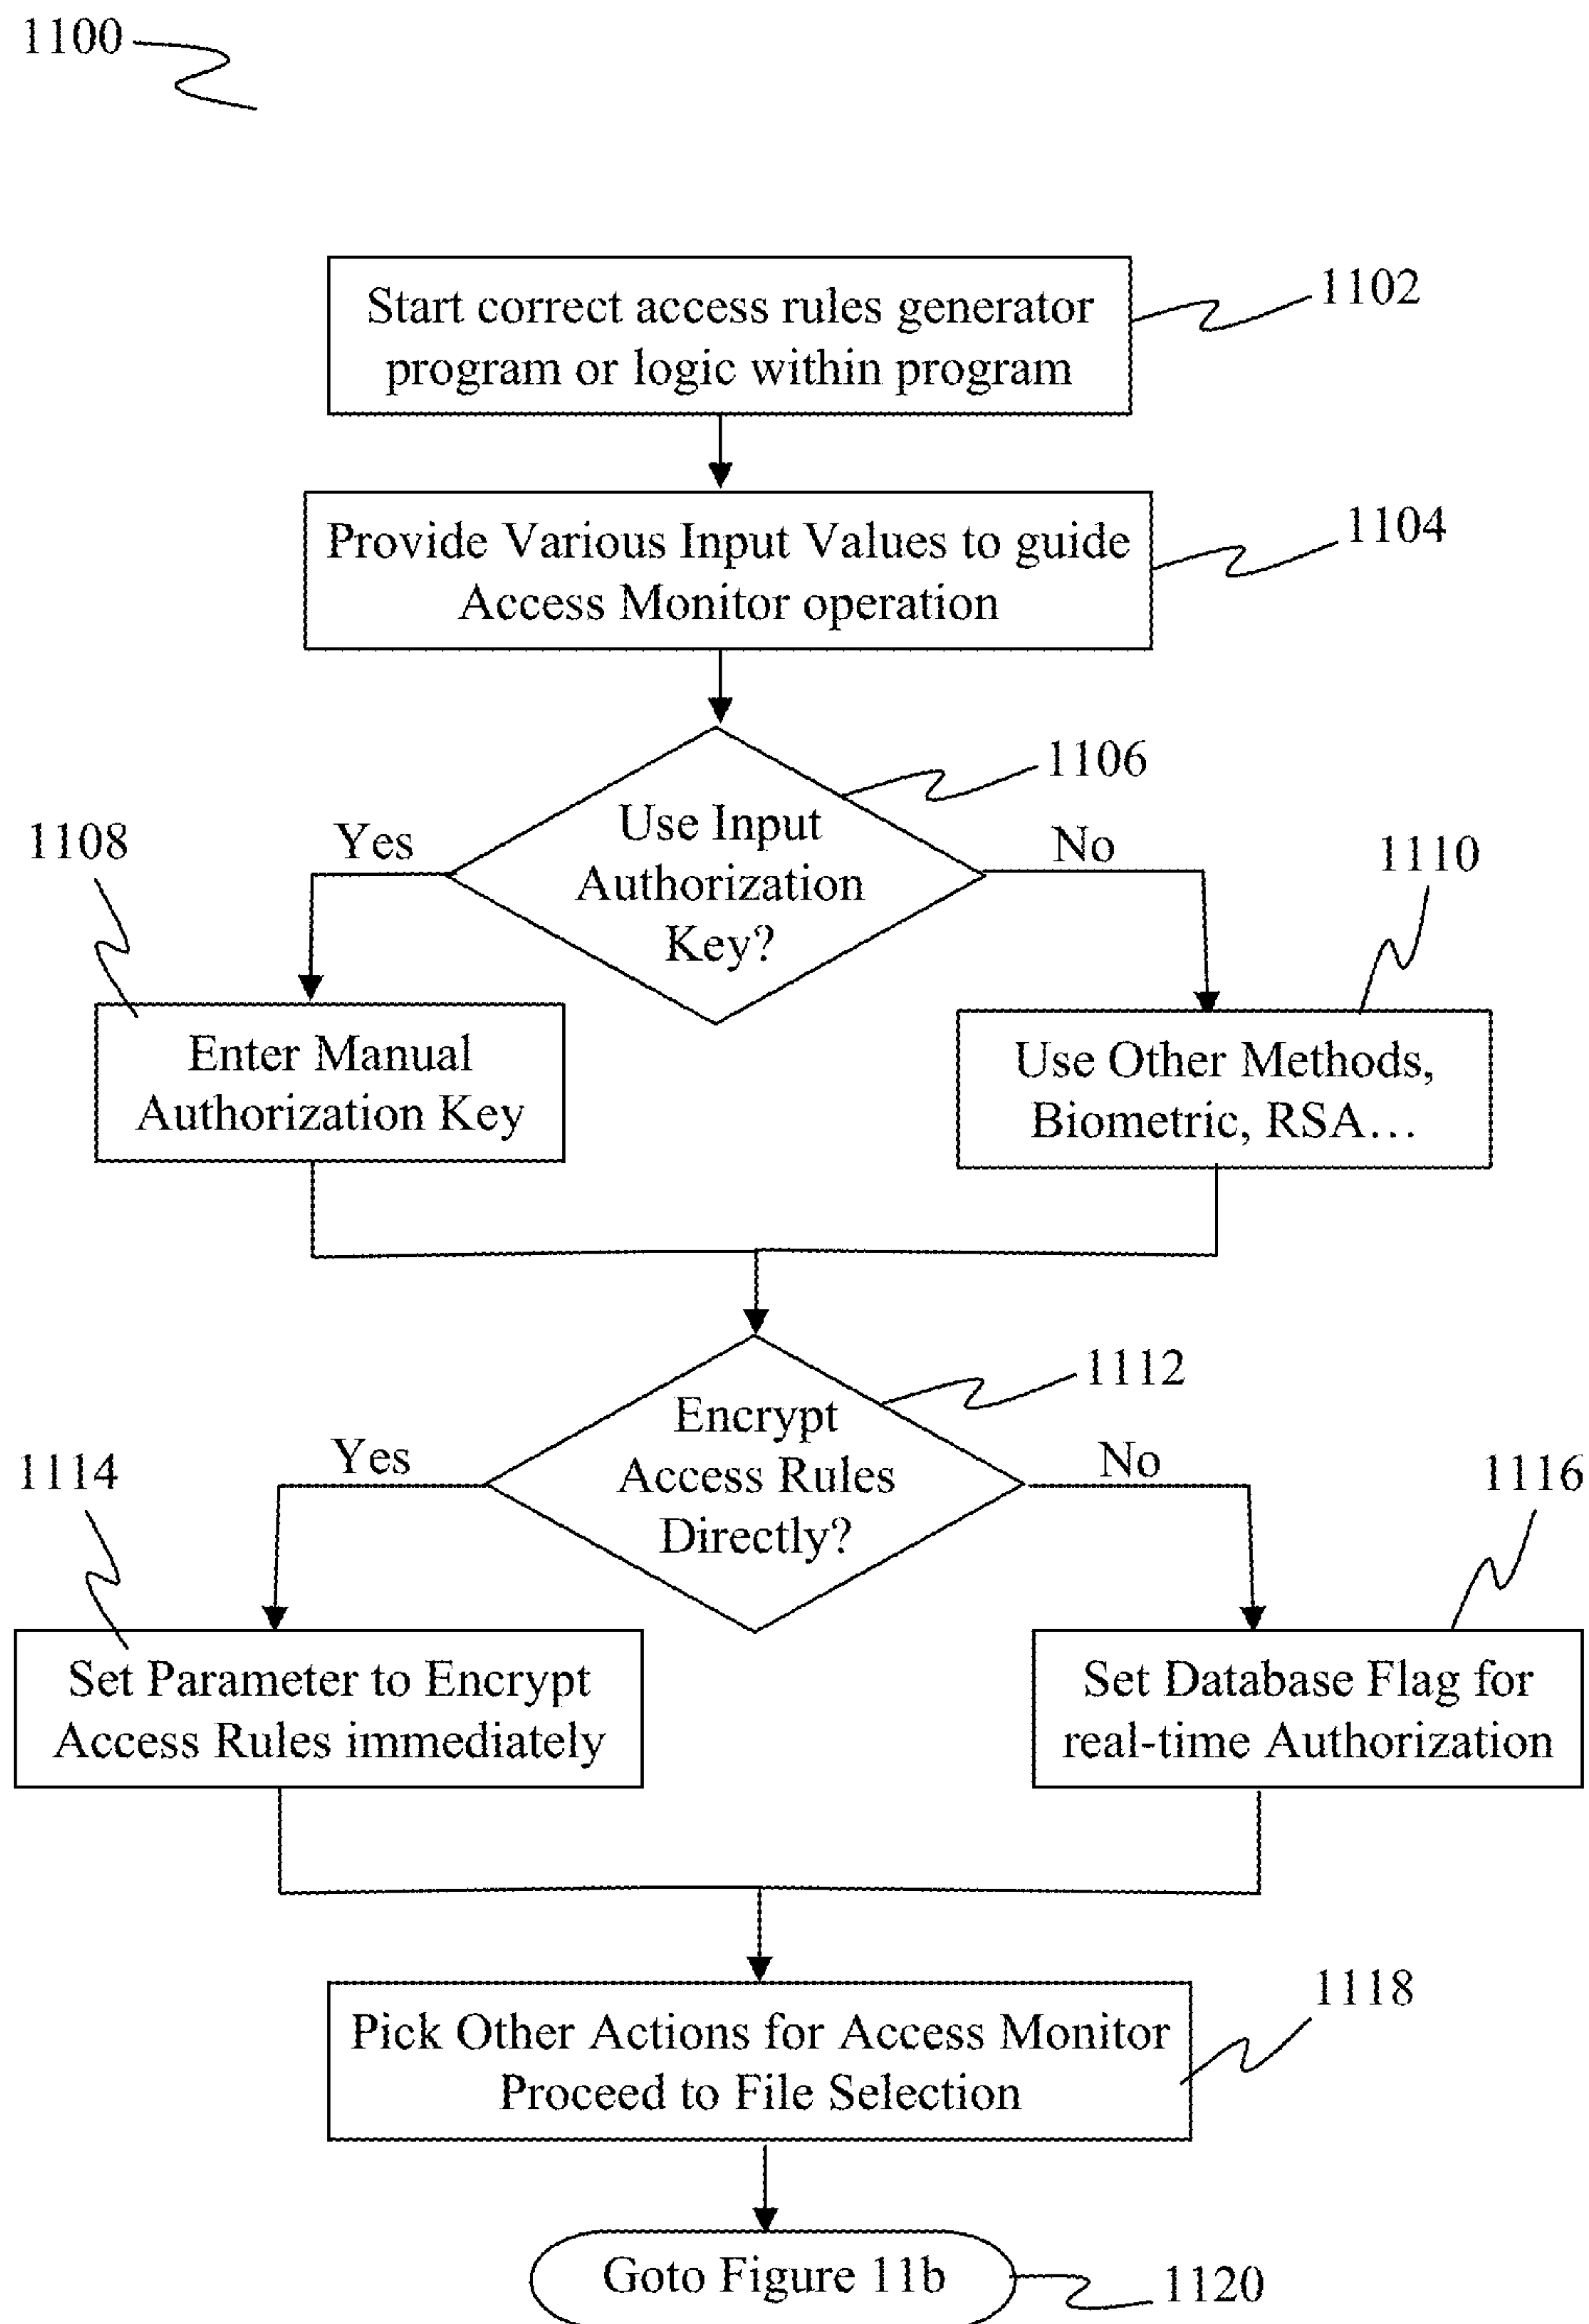 1100
Start correct access rules generator
program or logic within program
1102
Provide Various Input Values to guide
Access Monitor operation
1104
1106
Use Input
Authorization
Key?
Yes
No
1108
1110
Enter Manual
Authorization Key
Use Other Methods,
Biometric, RSA…
1112
Encrypt
Access Rules
Directly?
Yes
No
1114
1116
Set Parameter to Encrypt
Access Rules immediately
Set Database Flag for
real-time Authorization
1118
Pick Other Actions for Access Monitor
Proceed to File Selection
Goto Figure 11b
1120